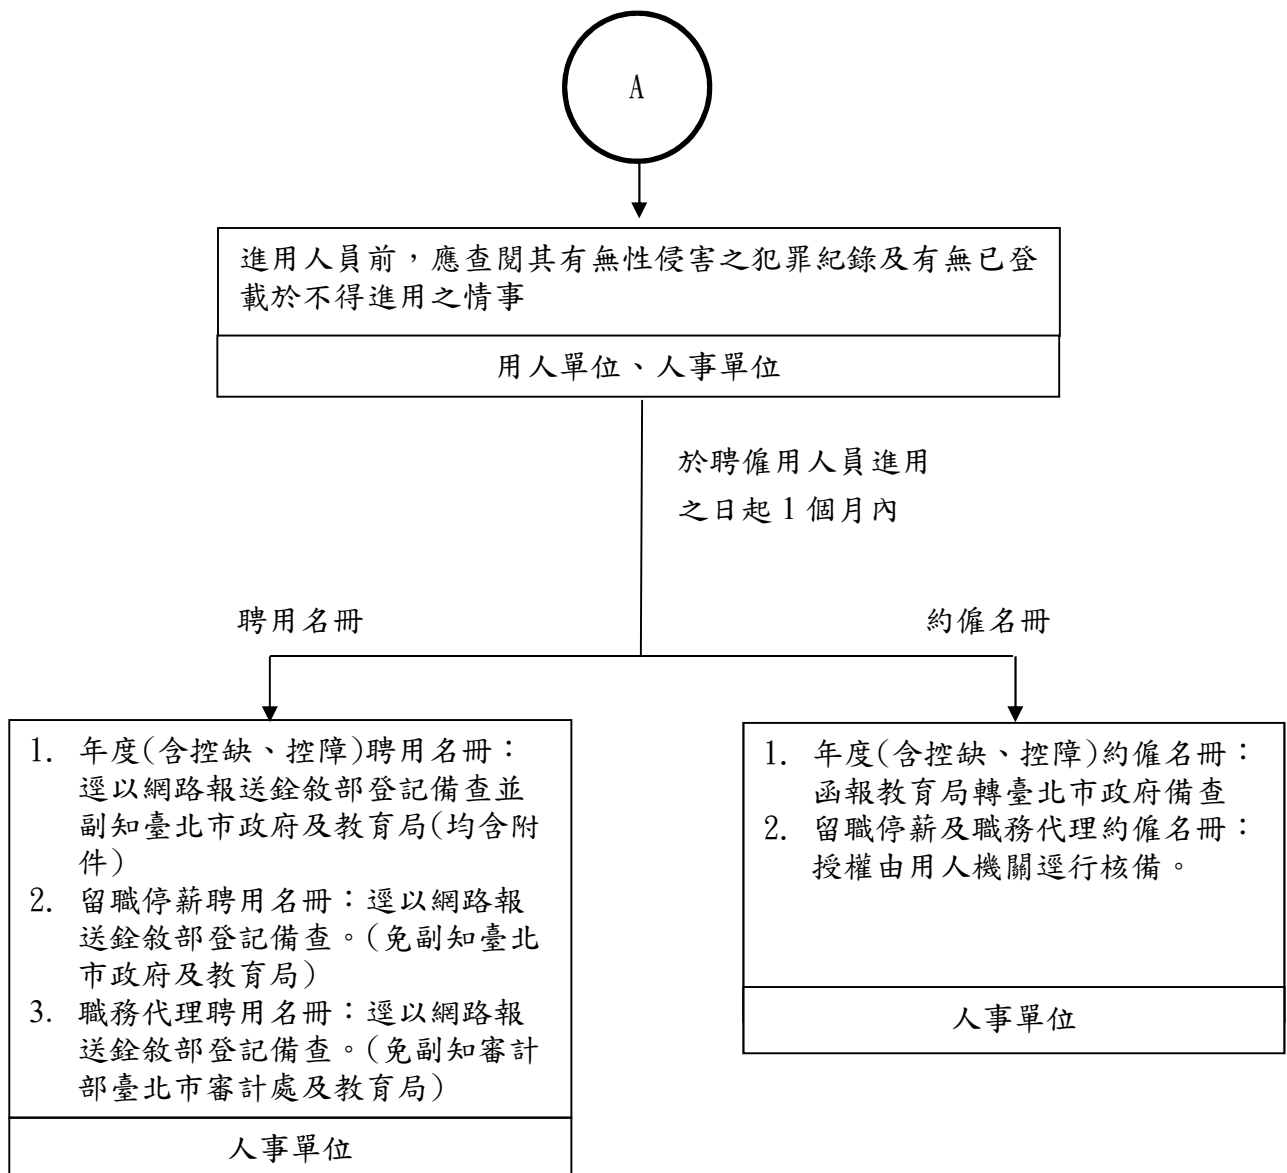 A
進用人員前，應查閱其有無性侵害之犯罪紀錄及有無已登
載於不得進用之情事
用人單位、人事單位
於聘僱用人員進用
之日起1個月內
聘用名冊
約僱名冊
1. 年度(含控缺、控障)聘用名冊：
逕以網路報送銓敘部登記備查並
副知臺北市政府及教育局(均含附
件)
2. 留職停薪聘用名冊：逕以網路報
送銓敘部登記備查。(免副知臺北
市政府及教育局)
3. 職務代理聘用名冊：逕以網路報
送銓敘部登記備查。(免副知審計
部臺北市審計處及教育局)
人事單位
1. 年度(含控缺、控障)約僱名冊：
函報教育局轉臺北市政府備查
2. 留職停薪及職務代理約僱名冊：
授權由用人機關逕行核備。
人事單位